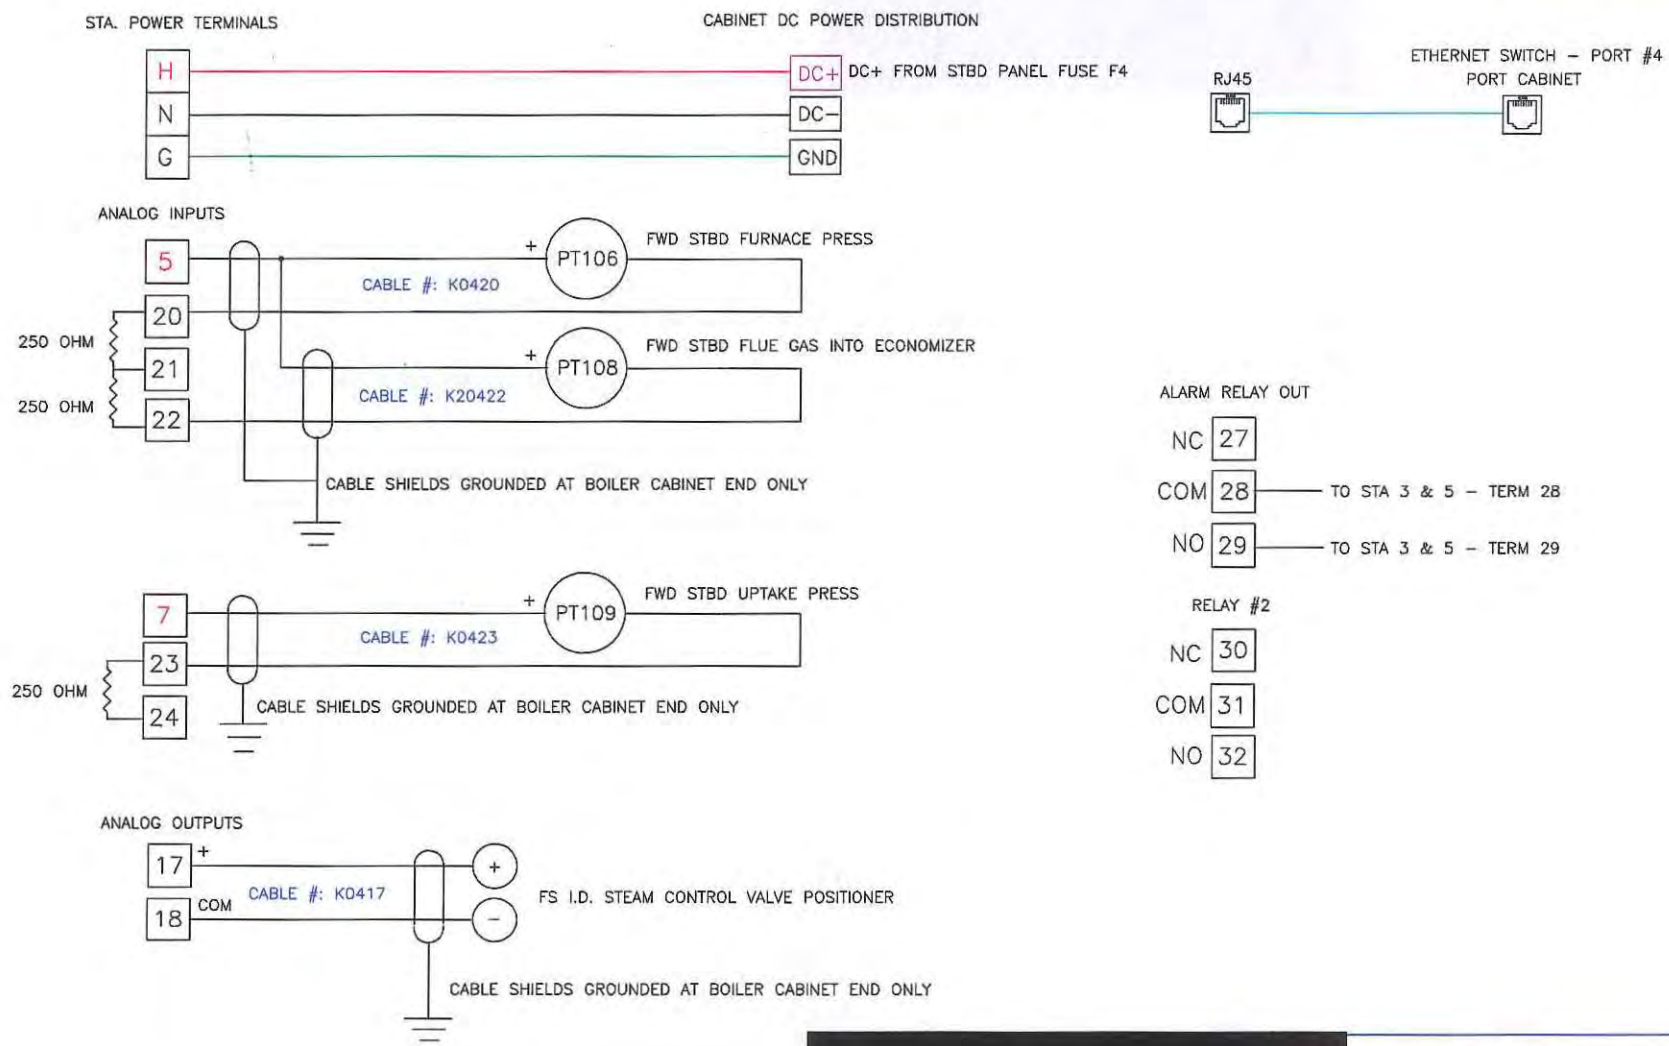 STA. POWER TERMINALS
CABINET DC POWER DISTRIBUTION
H
DC+
DC+ FROM STBD PANEL FUSE F4
N
DC-
G
GND
RJ45
ETHERNET SWITCH - PORT #4
PORT CABINET
ANALOG INPUTS
5
+
PT106
FWD STBD FURNACE PRESS
CABLE #: K0420
20
250 OHM
21
+
PT108
FWD STBD FLUE GAS INTO ECONOMIZER
CABLE #: K20422
250 OHM
22
CABLE SHIELDS GROUNDED AT BOILER CABINET END ONLY
7
+
PT109
FWD STBD UPTAKE PRESS
CABLE #: K0423
23
250 OHM
24
CABLE SHIELDS GROUNDED AT BOILER CABINET END ONLY
ANALOG OUTPUTS
17
+
+
CABLE #: K0417
FS I.D. STEAM CONTROL VALVE POSITIONER
18
COM
-
CABLE SHIELDS GROUNDED AT BOILER CABINET END ONLY
ALARM RELAY OUT
NC 27
COM 28 TO STA 3 & 5 - TERM 28
NO 29 TO STA 3 & 5 - TERM 29
RELAY #2
NC 30
COM 31
NO 32